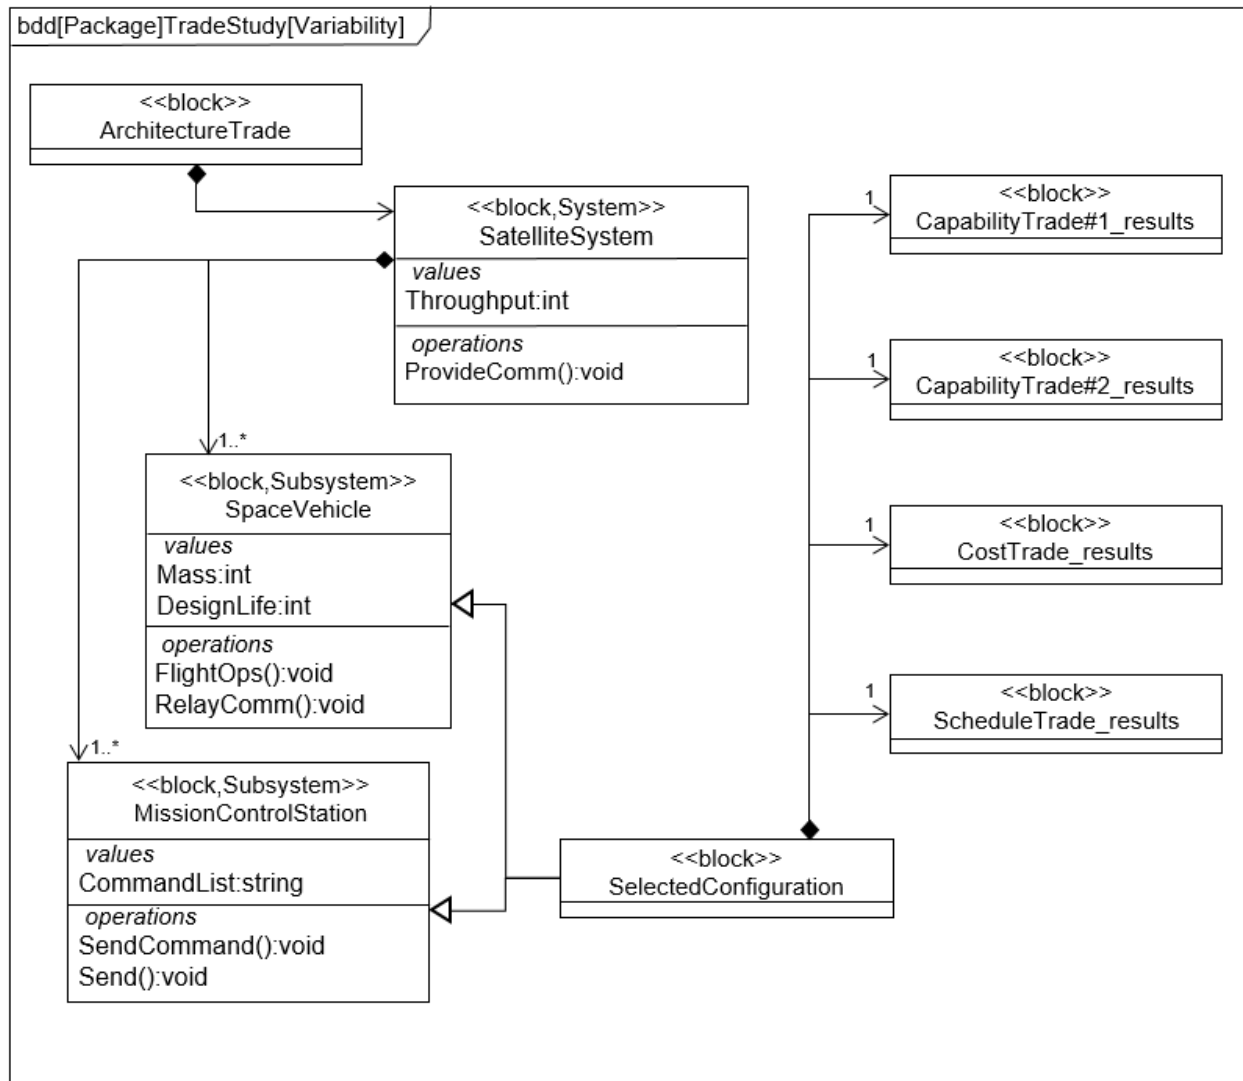 bdd[Package]TradeStudy[Variability]
<<block>>
ArchitectureTrade
<<block,System>>
SatelliteSystem
values
Throughput:int
operations
ProvideComm():void
1..*
<<block,Subsystem>>
SpaceVehicle
values
Mass:int
DesignLife:int
operations
FlightOps():void
RelayComm():void
1..*
<<block,Subsystem>>
MissionControlStation
values
CommandList:string
operations
SendCommand():void
Send():void
1
<<block>>
CapabilityTrade#1_results
1
<<block>>
CapabilityTrade#2_results
1
<<block>>
CostTrade_results
1
<<block>>
ScheduleTrade_results
<<block>>
SelectedConfiguration